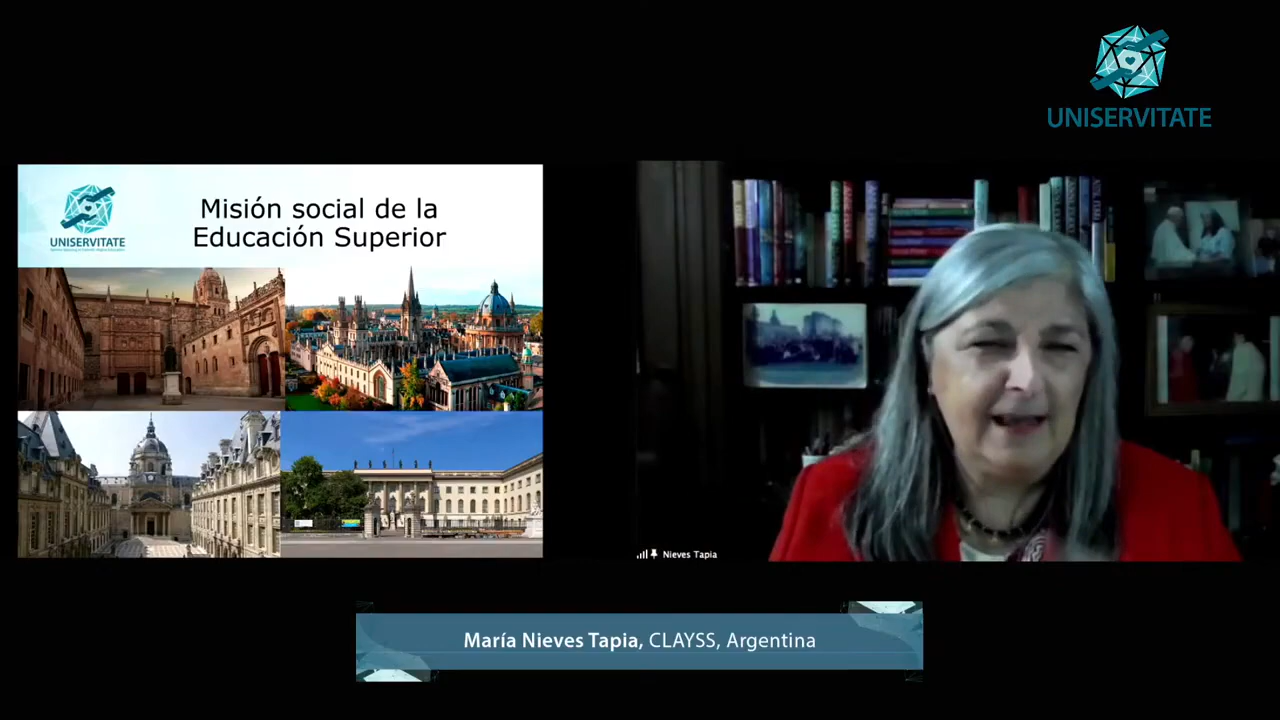 UNISERVITATE
Misión social de la
Educación Superior
UNISERVITATE
Nieves Tapia
María Nieves Tapia, CLAYSS, Argentina